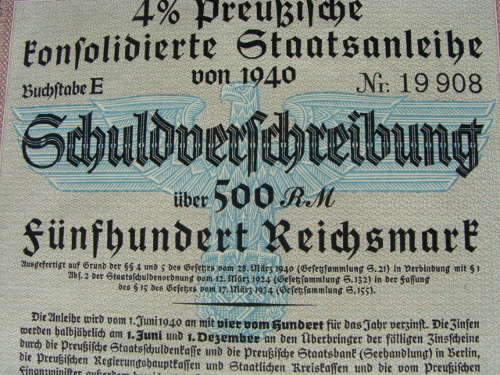 4% Preußische
konsolidierte Staatsanleihe
von 1940
Buchstabe E Nr. 19 908
Schuldverschreibung
über 500 RM
Fünfhundert Reichsmark
Ausgefertigt auf Grund der §§ 4 und 5 des Gesetzes vom 28. März 1940 (Gesetzsammlung S. 21) in Verbindung mit § 1
Abs. 2 der Staatsschuldenordnung vom 12. März 1924 (Gesetzsammlung S. 132) in der Fassung
des § 15 des Gesetzes vom 17. März 1934 (Gesetzsammlung S. 155).
Die Anleihe wird vom 1. Juni 1940 an mit vier vom Hundert für das Jahr verzinst. Die Zinsen
werden halbjährlich am 1. Juni und 1. Dezember an den Überbringer der fälligen Zinsscheine
durch die Preußische Staatsschuldenkasse und die Preußische Staatsbank (Seehandlung) in Berlin,
die Preußischen Regierungshauptkassen und Staatlichen Kreiskassen und die vom Preußischen
Finanzminister außerdem